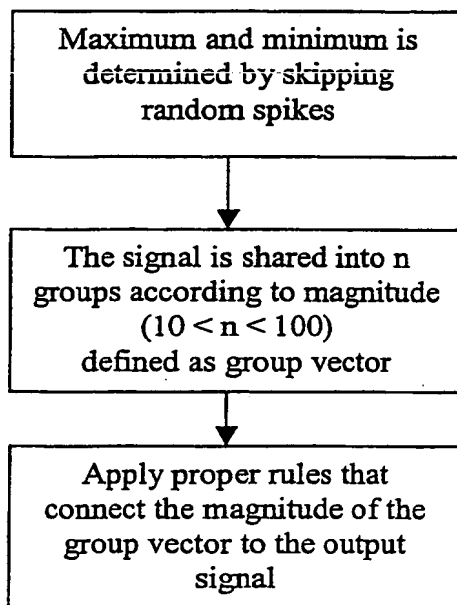 Maximum and minimum is
determined by skipping
random spikes
The signal is shared into n
groups according to magnitude
(10 < n < 100)
defined as group vector
Apply proper rules that
connect the magnitude of the
group vector to the output
signal